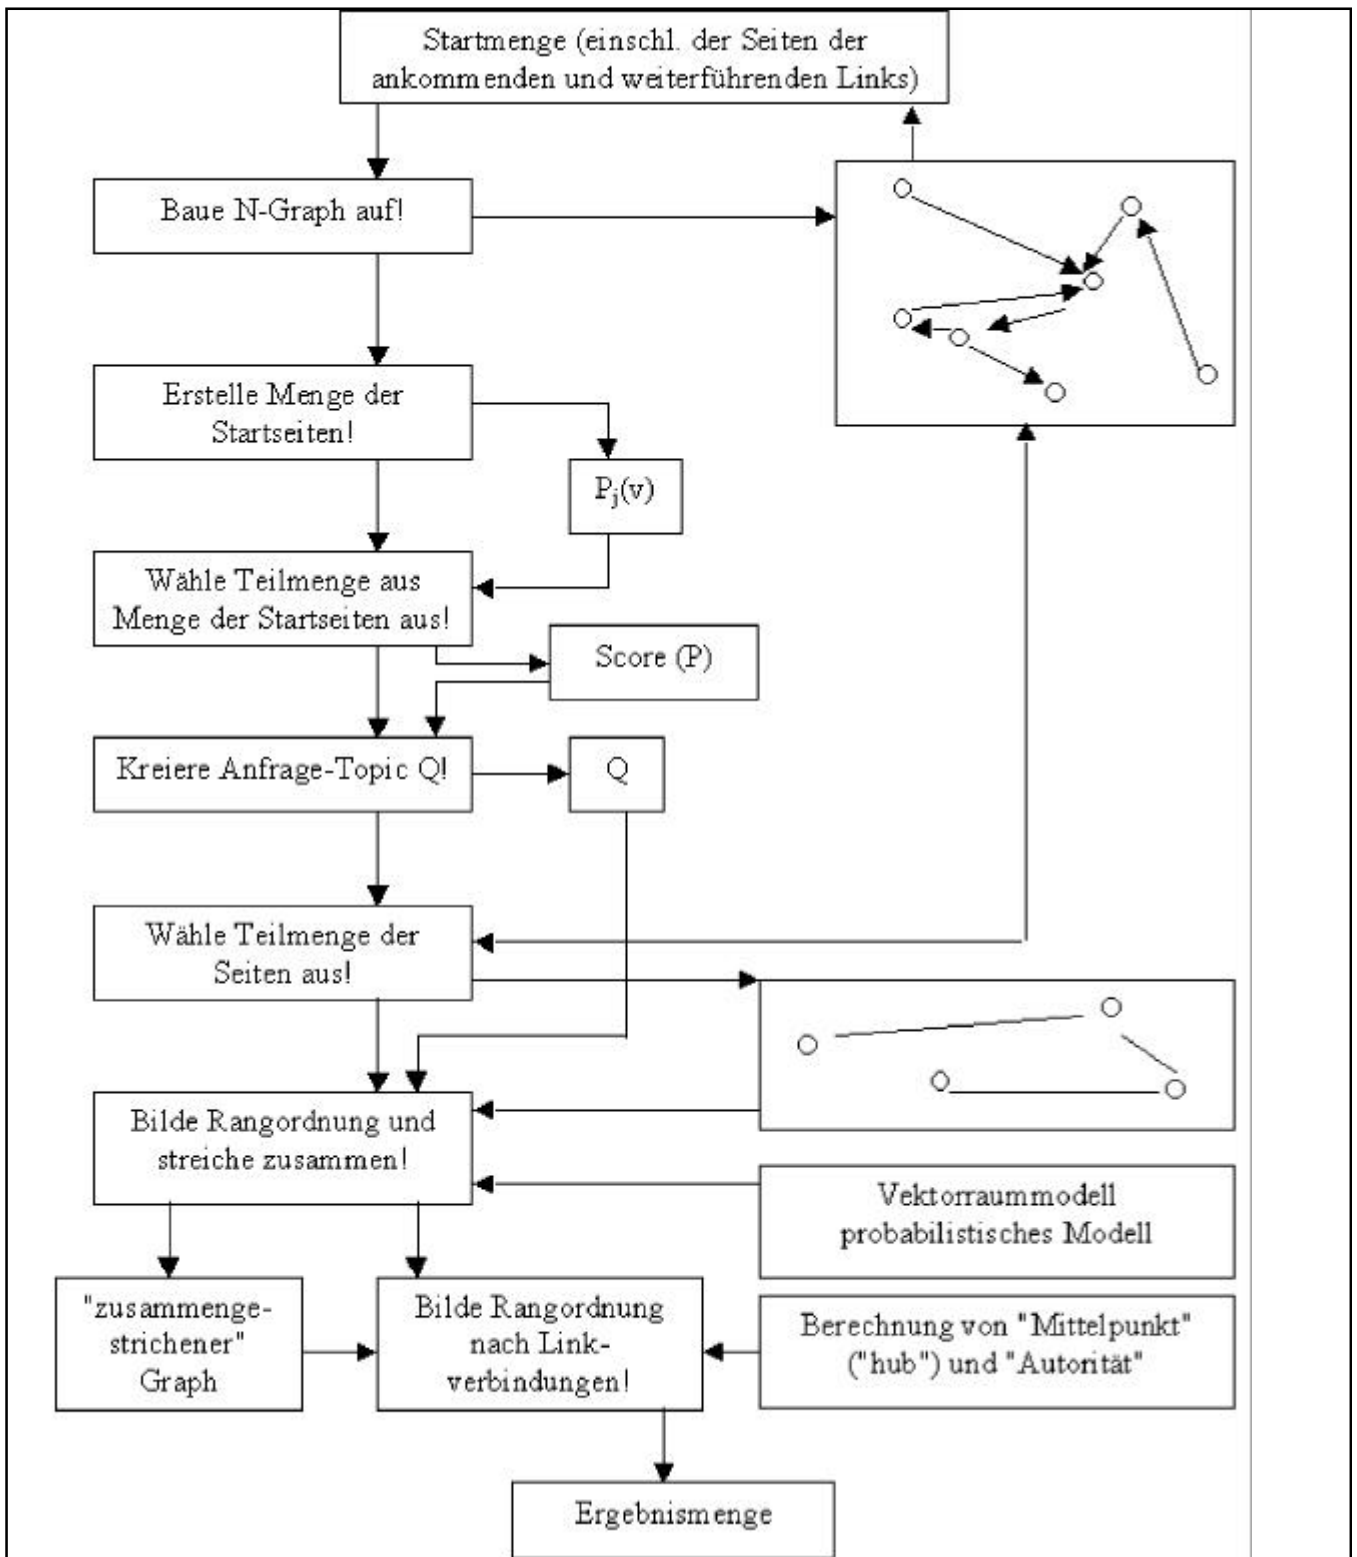 Startmenge (einschl. der Seiten der
ankommenden und weiterführenden Links)
Baue N-Graph auf!
Erstelle Menge der
Startseiten!
Pj(v)
Wähle Teilmenge aus
Menge der Startseiten aus!
Score (P)
Kreiere Anfrage-Topic Q!
Q
Wähle Teilmenge der
Seiten aus!
Bilde Rangordnung und
streiche zusammen!
Vektorraummodell
probabilistisches Modell
"zusammenge-
strichener"
Graph
Bilde Rangordnung
nach Link-
verbindungen!
Berechnung von "Mittelpunkt"
("hub") und "Autorität"
Ergebnismenge